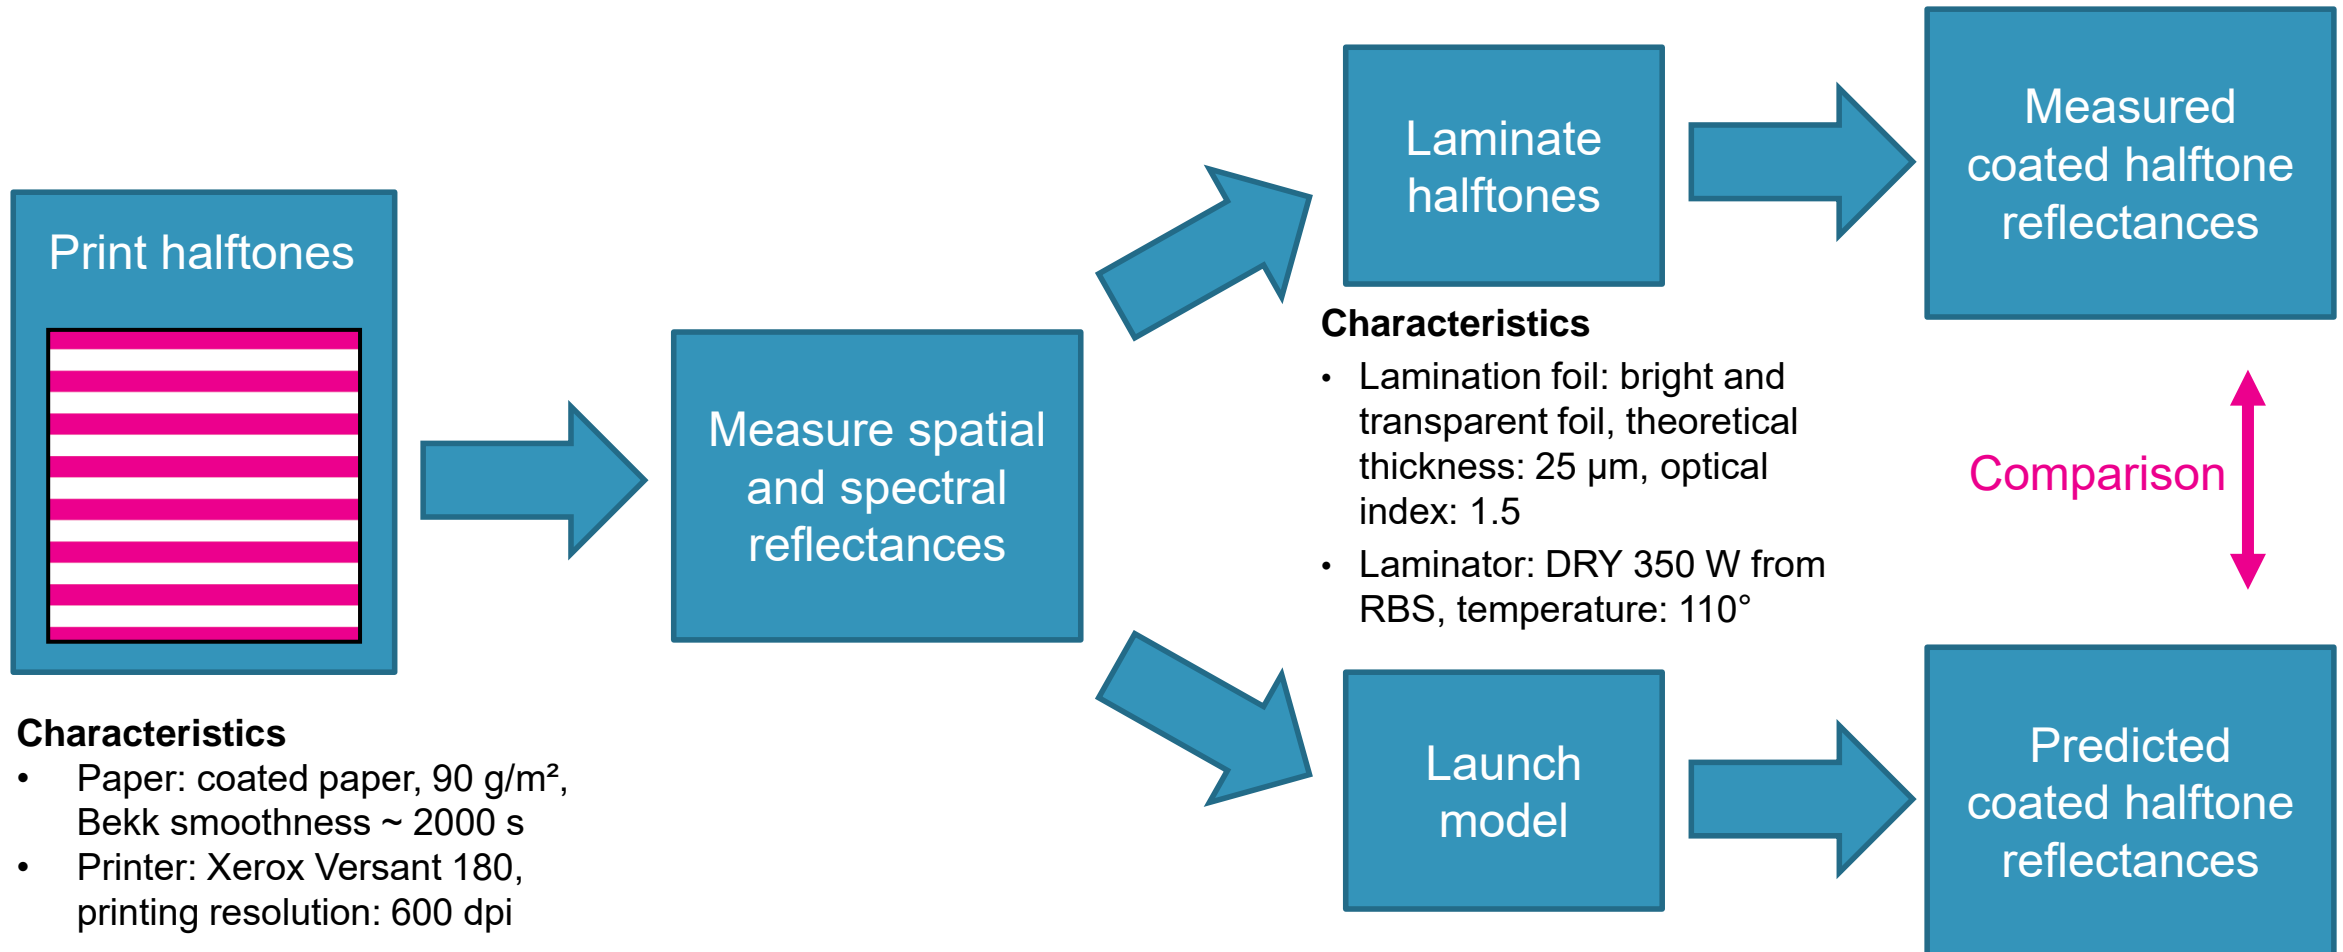 Print halftones
Characteristics
• Paper: coated paper, 90 g/m²,
Bekk smoothness ~ 2000 s
• Printer: Xerox Versant 180,
printing resolution: 600 dpi
Measure spatial
and spectral
reflectances
Laminate
halftones
Characteristics
• Lamination foil: bright and
transparent foil, theoretical
thickness: 25 µm, optical
index: 1.5
• Laminator: DRY 350 W from
RBS, temperature: 110°
Launch
model
Measured
coated halftone
reflectances
Comparison
Predicted
coated halftone
reflectances